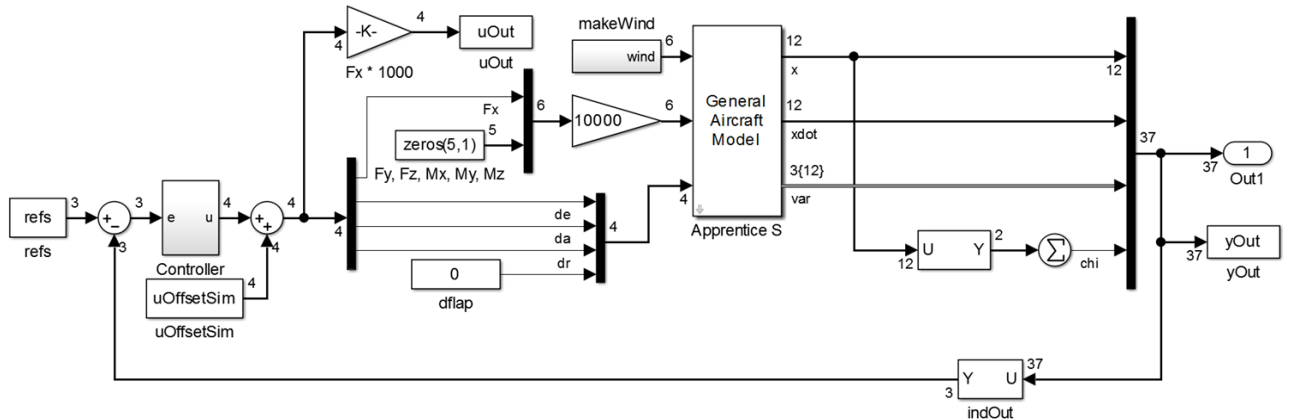 -K-
4
4
Fx * 1000
uOut
uOut
makeWind
wind
6
Fx
zeros(5,1)
5
Fy, Fz, Mx, My, Mz
6
10000
6
General
Aircraft
Model
Apprentice S
12
x
12
xdot
3{12}
var
4
12
37
37
1
Out1
yOut
37
yOut
refs
3
refs
+
−
3
3
e
u
4
Controller
+
+
4
4
uOffsetSim
4
uOffsetSim
4
de
da
dr
0
dflap
4
12
U
Y
2
Σ
chi
37
Y
U
3
indOut